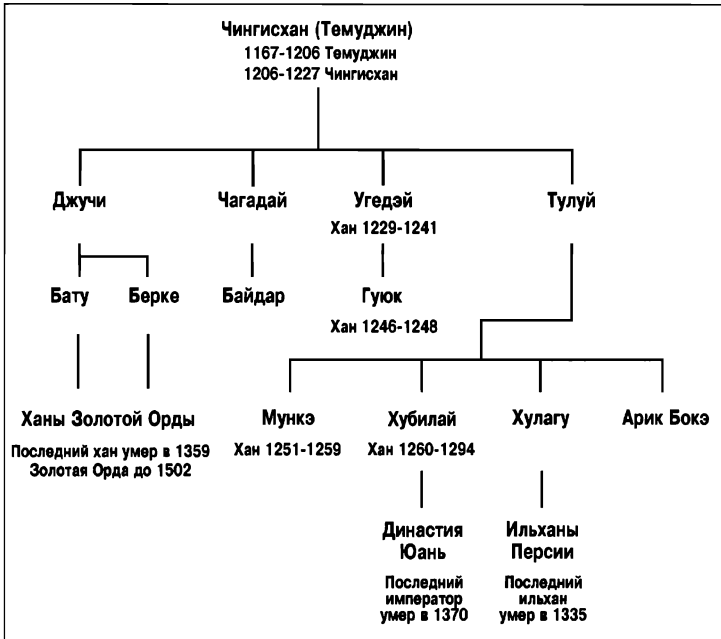 Чингисхан (Темуджин)
1167-1206 Темуджин
1206-1227 Чингисхан
Джучи
Чагадай
Угедэй
Тулуй
Хан 1229-1241
Бату
Берке
Байдар
Гуюк
Хан 1246-1248
Ханы Золотой Орды
Последний хан умер в 1359
Золотая Орда до 1502
Мункэ
Хан 1251-1259
Хубилай
Хан 1260-1294
Хулагу
Арик Бокэ
Династия
Юань
Последний
император
умер в 1370
Ильханы
Персии
Последний
ильхан
умер в 1335